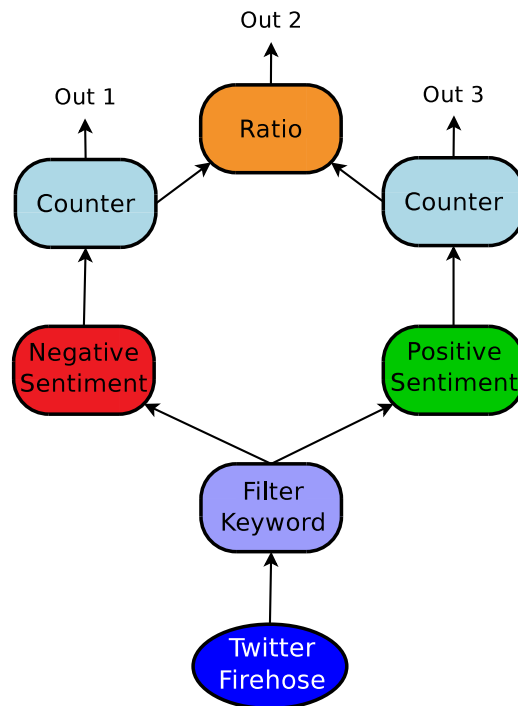 Out 2
Out 1
Out 3
Ratio
Counter
Counter
Negative
Sentiment
Positive
Sentiment
Filter
Keyword
Twitter
Firehose